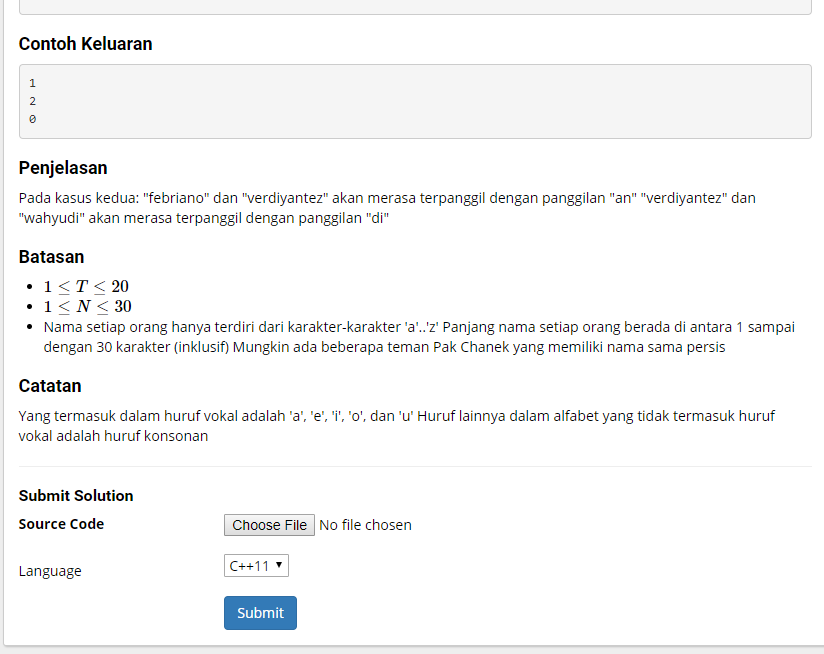 Contoh Keluaran
1
2
0
Penjelasan
Pada kasus kedua: "febriano" dan "verdiyantez" akan merasa terpanggil dengan panggilan "an" "verdiyantez" dan
"wahyudi" akan merasa terpanggil dengan panggilan "di"
Batasan
• 1 ≤ T ≤ 20
• 1 ≤ N ≤ 30
• Nama setiap orang hanya terdiri dari karakter-karakter 'a'..'z' Panjang nama setiap orang berada di antara 1 sampai
dengan 30 karakter (inklusif) Mungkin ada beberapa teman Pak Chanek yang memiliki nama sama persis
Catatan
Yang termasuk dalam huruf vokal adalah 'a', 'e', 'i', 'o', dan 'u' Huruf lainnya dalam alfabet yang tidak termasuk huruf
vokal adalah huruf konsonan
Submit Solution
Source Code Choose File No file chosen
Language C++11
Submit